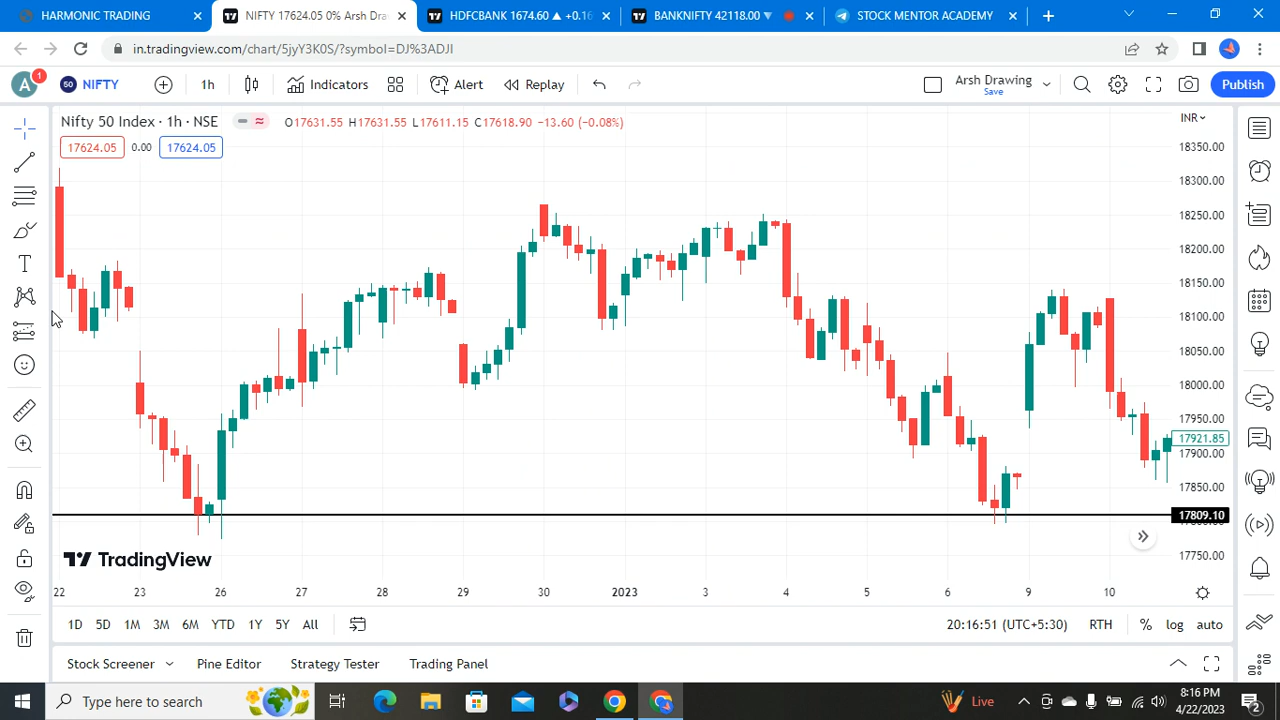 HARMONIC TRADING
NIFTY 17624.05 0% Arsh Dra
HDFCBANK 1674.60 ▲ +0.16
BANKNIFTY 42118.00 ▼
STOCK MENTOR ACADEMY
in.tradingview.com/chart/5jyY3K0S/?symbol=DJ%3ADJI
A
1
50
NIFTY
1h
Indicators
Alert
Replay
Arsh Drawing
Save
Publish
Nifty 50 Index · 1h · NSE
O17631.55 H17631.55 L17611.15 C17618.90 −13.60 (−0.08%)
INR
17624.05
0.00
17624.05
18350.00
18300.00
18250.00
18200.00
18150.00
18100.00
18050.00
18000.00
17950.00
17921.85
17900.00
17850.00
17809.10
17750.00
TradingView
22
23
26
27
28
29
30
2023
3
4
5
6
9
10
1D
5D
1M
3M
6M
YTD
1Y
5Y
All
20:16:51 (UTC+5:30)
RTH
%
log
auto
Stock Screener
Pine Editor
Strategy Tester
Trading Panel
Type here to search
Live
8:16 PM
4/22/2023
2